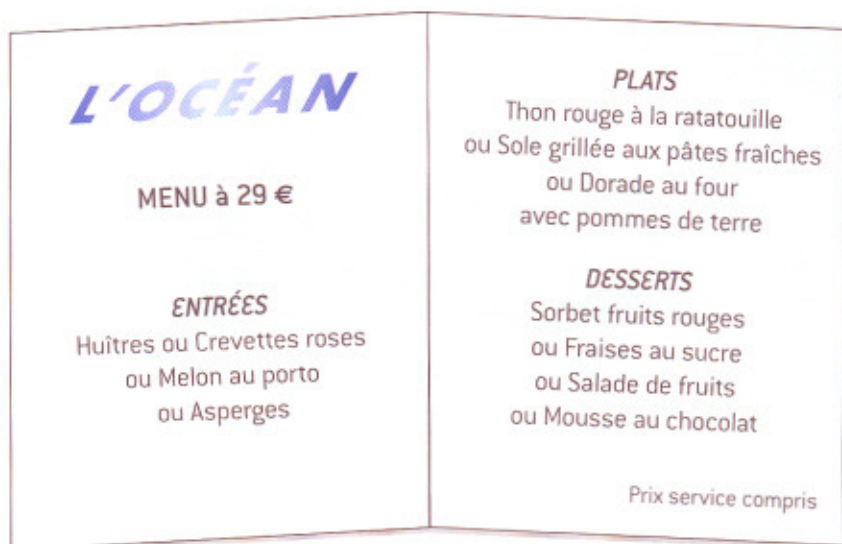 L'OCÉAN
MENU à 29 €
ENTRÉES
Huîtres ou Crevettes roses
ou Melon au porto
ou Asperges
PLATS
Thon rouge à la ratatouille
ou Sole grillée aux pâtes fraîches
ou Dorade au four
avec pommes de terre
DESSERTS
Sorbet fruits rouges
ou Fraises au sucre
ou Salade de fruits
ou Mousse au chocolat
Prix service compris